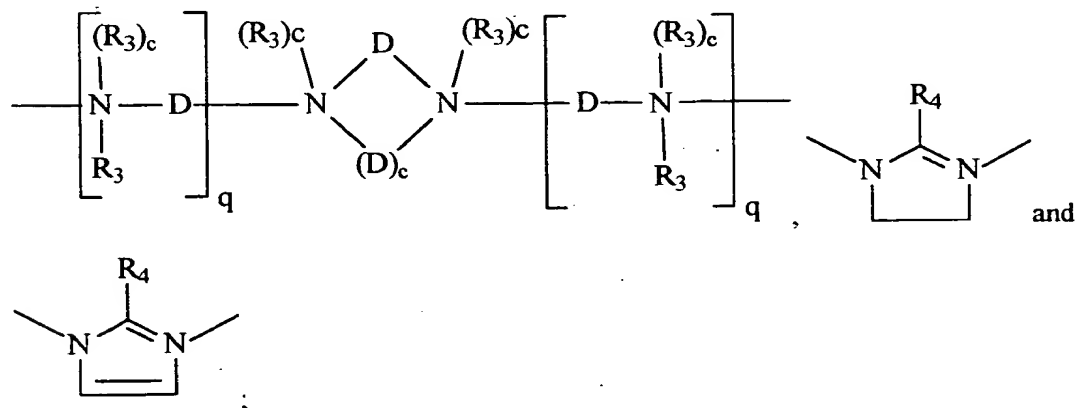 (R₃)c (R₃)c D (R₃)c (R₃)c
N D N N D N
R₃ (D)c R₃
q q ,
R₄
N N and
R₄
N N
;